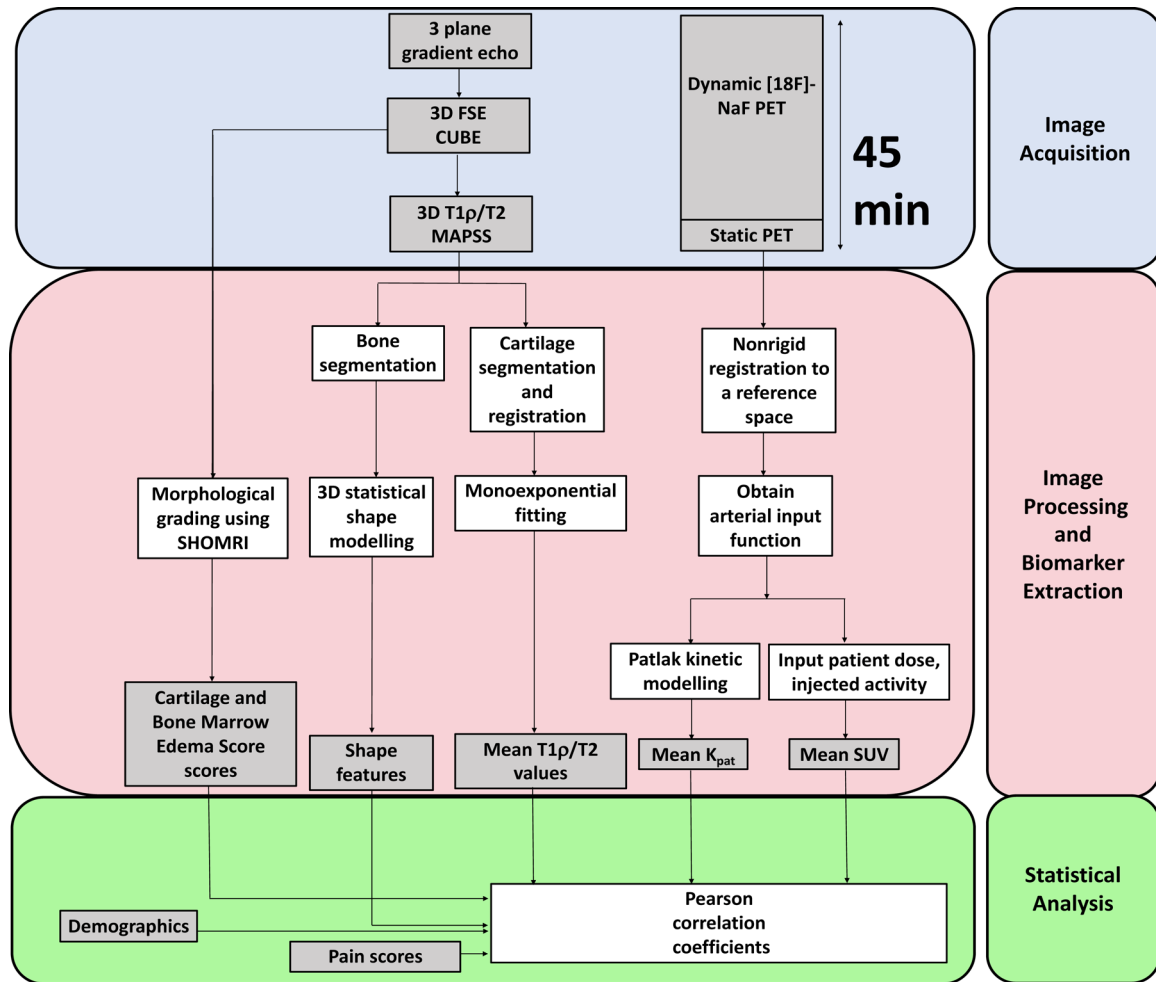 3 plane
gradient echo
3D FSE
CUBE
3D T1ρ/T2
MAPSS
Dynamic [18F]-
NaF PET
Static PET
45
min
Image
Acquisition
Bone
segmentation
Cartilage
segmentation
and
registration
Nonrigid
registration to
a reference
space
Morphological
grading using
SHOMRI
3D statistical
shape
modelling
Monoexponential
fitting
Obtain
arterial input
function
Patlak kinetic
modelling
Input patient dose,
injected activity
Cartilage and
Bone Marrow
Edema Score
scores
Shape
features
Mean T1ρ/T2
values
Mean Kpat
Mean SUV
Image
Processing
and
Biomarker
Extraction
Demographics
Pain scores
Pearson
correlation
coefficients
Statistical
Analysis